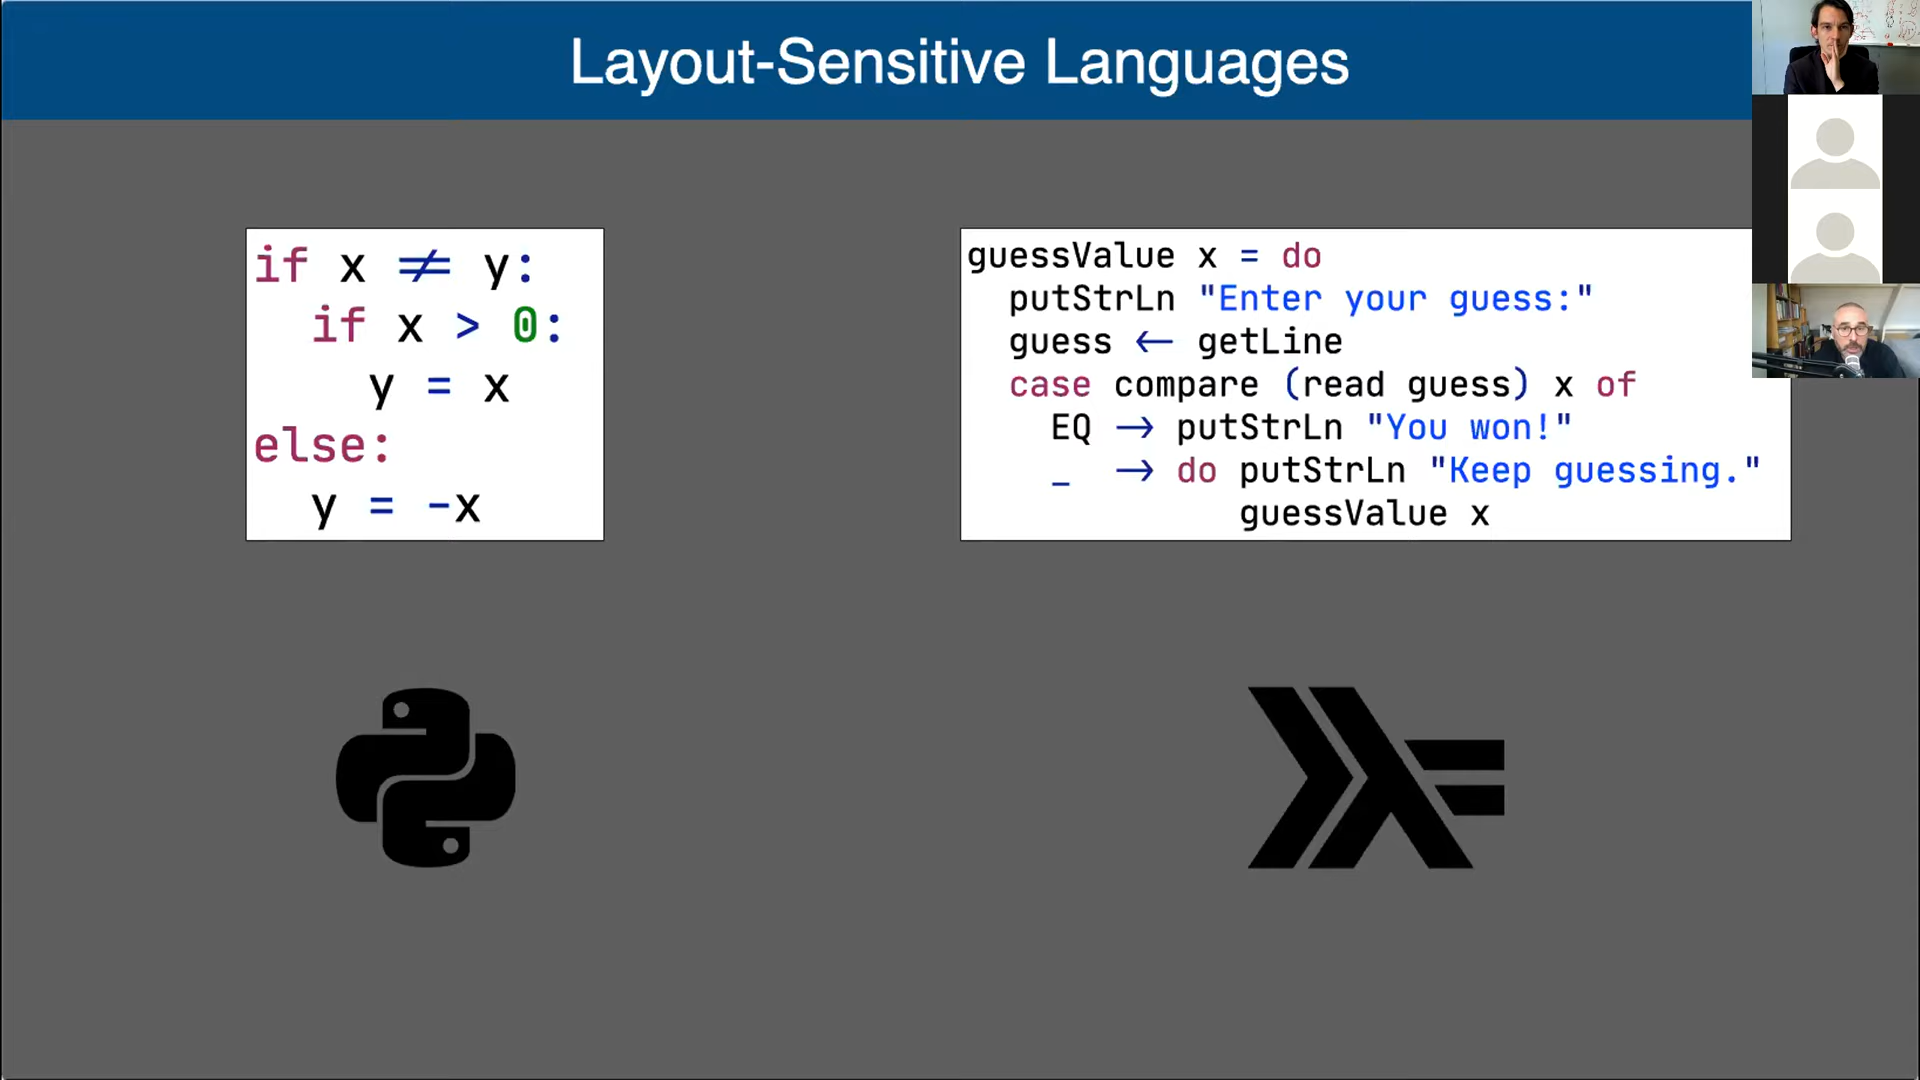 Layout-Sensitive Languages
if x ≠ y:
  if x > 0:
    y = x
else:
  y = -x
guessValue x = do
  putStrLn "Enter your guess:"
  guess ← getLine
  case compare (read guess) x of
    EQ → putStrLn "You won!"
    _  → do putStrLn "Keep guessing."
             guessValue x